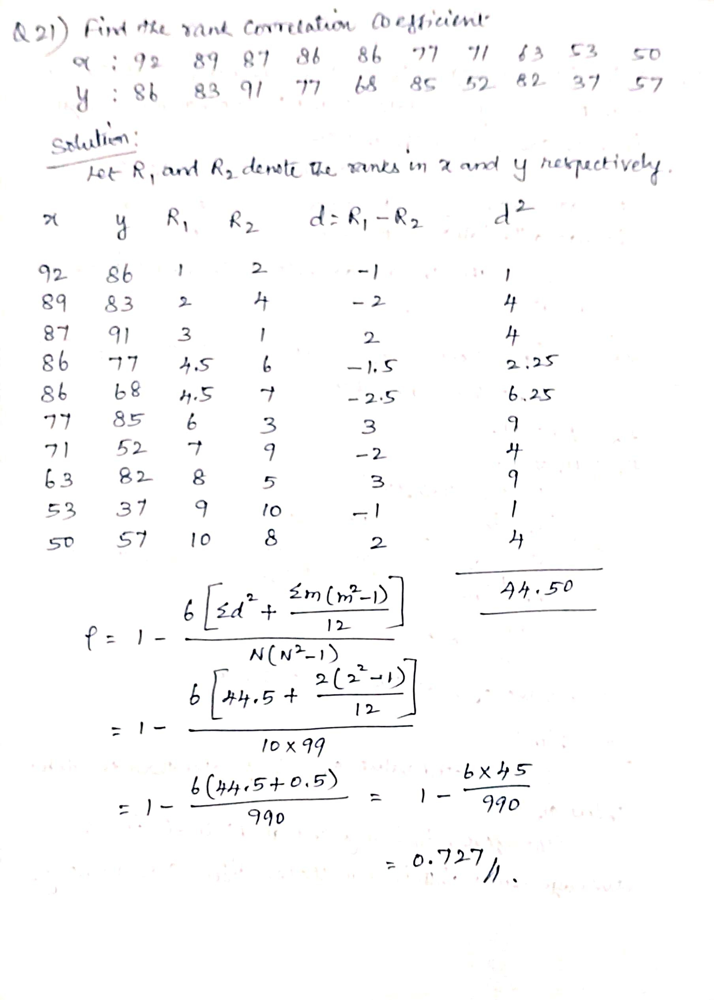 Q 21) Find the rank Correlation Coefficient
x : 92 89 87 86 86 77 71 63 53 50
y : 86 83 91 77 68 85 52 82 37 57
Solution:
Let R₁ and R₂ denote the ranks in x and y respectively.
x y R₁ R₂ d = R₁ - R₂ d²
92 86 1 2 -1 1
89 83 2 4 -2 4
87 91 3 1 2 4
86 77 4.5 6 -1.5 2.25
86 68 4.5 7 -2.5 6.25
77 85 6 3 3 9
71 52 7 9 -2 4
63 82 8 5 3 9
53 37 9 10 -1 1
50 57 10 8 2 4
44.50
ρ = 1 - 6[Σd² + Σm(m²-1)/12] / N(N²-1)
= 1 - 6[44.5 + 2(2²-1)/12] / 10×99
= 1 - 6(44.5+0.5)/990 = 1 - 6×45/990
= 0.727//.